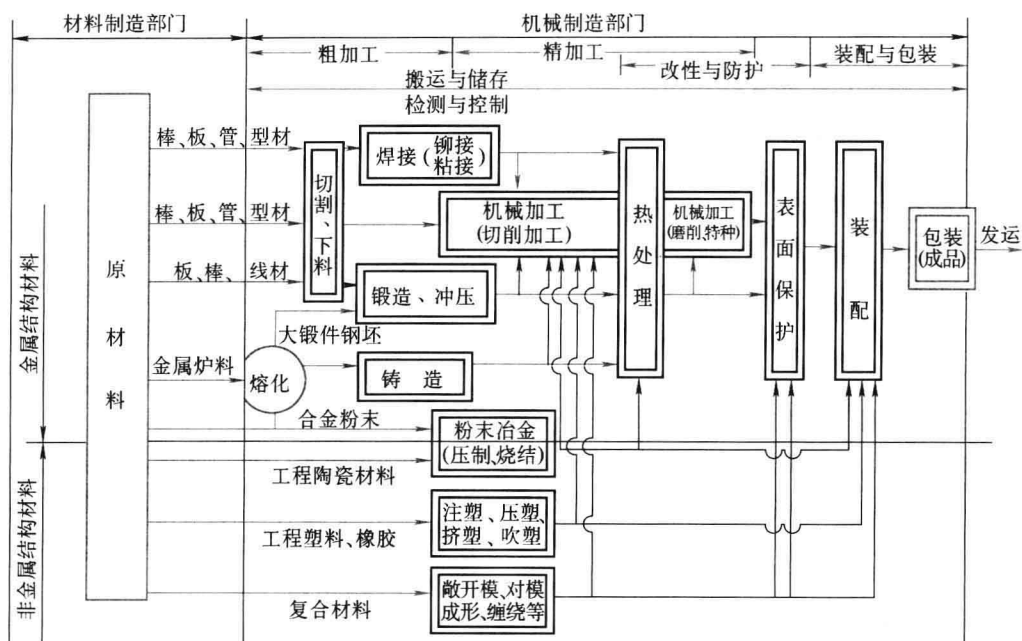 材料制造部门
机械制造部门
粗加工
精加工
改性与防护
装配与包装
搬运与储存
检测与控制
棒、板、管、型材
棒、板、管、型材
板、棒、线材
金属炉料
金属结构材料
非金属结构材料
原材料
切割、下料
焊接(铆接
粘接)
机械加工
(切削加工)
热处理
机械加工
(磨削、特种)
表面保护
装配
包装
(成品)
发运
锻造、冲压
大锻件钢坯
熔化
铸造
合金粉末
粉末冶金
(压制、烧结)
工程陶瓷材料
注塑、压塑、
挤塑、吹塑
工程塑料、橡胶
敞开模、对模
成形、缠绕等
复合材料